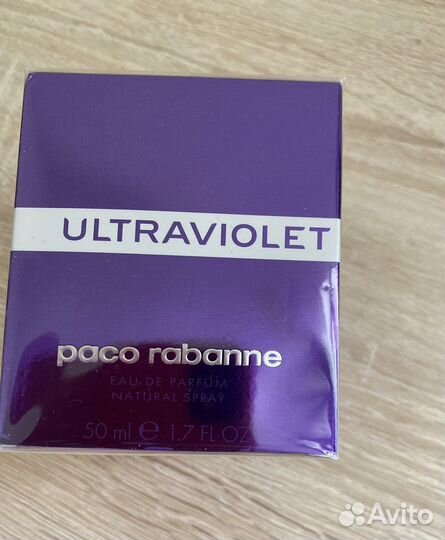 ULTRAVIOLET
paco rabanne
EAU DE PARFUM
NATURAL SPRAY
50 ml e 1.7 FL OZ
Avito